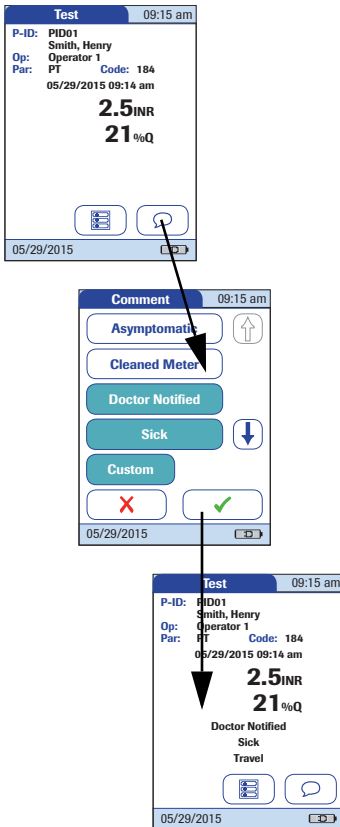 Test 09:15 am
P-ID: PID01
Smith, Henry
Op: Operator 1
Par: PT Code: 184
05/29/2015 09:14 am
2.5INR
21%Q
05/29/2015
Comment 09:15 am
Asymptomatic
Cleaned Meter
Doctor Notified
Sick
Custom
05/29/2015
Test 09:15 am
P-ID: PID01
Smith, Henry
Op: Operator 1
Par: PT Code: 184
05/29/2015 09:14 am
2.5INR
21%Q
Doctor Notified
Sick
Travel
05/29/2015